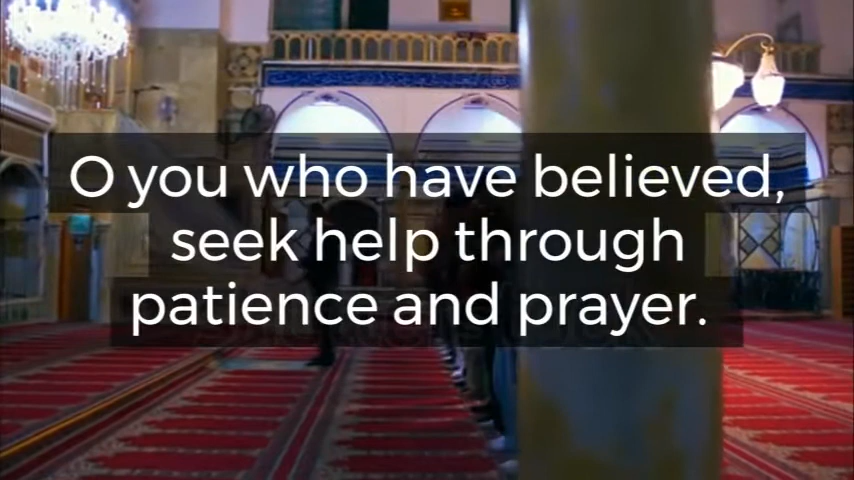 O you who have believed,
seek help through
patience and prayer.